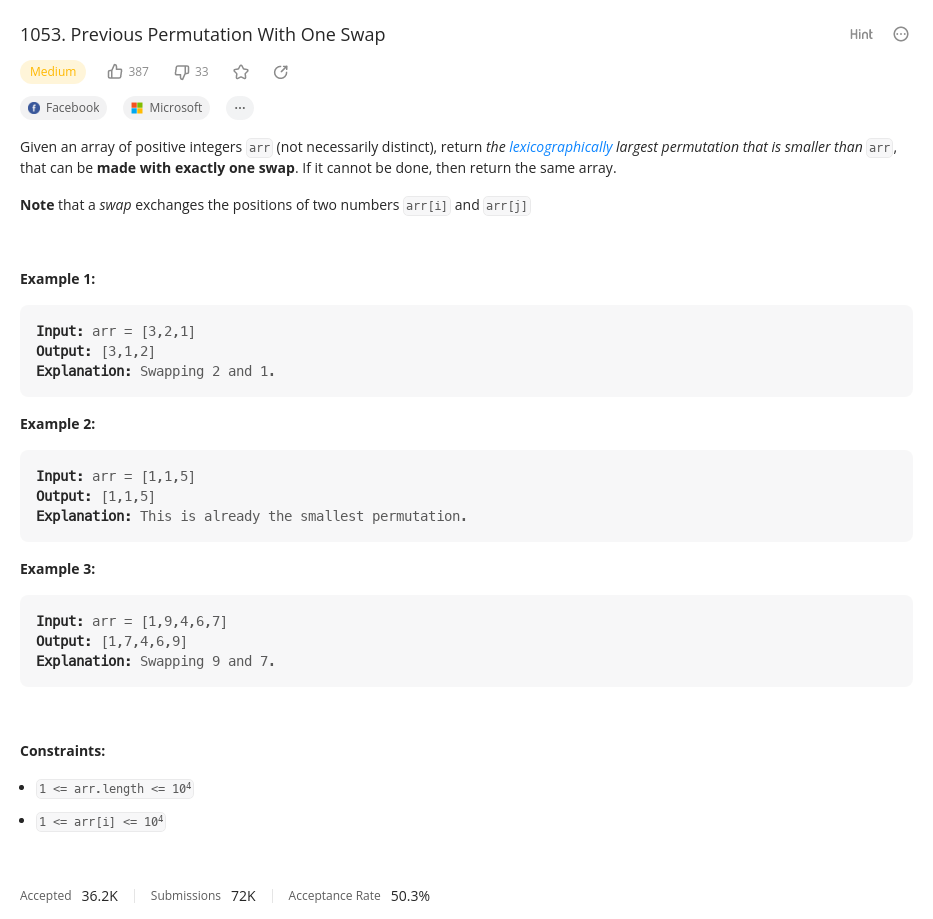 1053. Previous Permutation With One Swap
Hint
Medium
387
33
Facebook
Microsoft
...
Given an array of positive integers arr (not necessarily distinct), return the lexicographically largest permutation that is smaller than arr,
that can be made with exactly one swap. If it cannot be done, then return the same array.
Note that a swap exchanges the positions of two numbers arr[i] and arr[j]
Example 1:
Input: arr = [3,2,1]
Output: [3,1,2]
Explanation: Swapping 2 and 1.
Example 2:
Input: arr = [1,1,5]
Output: [1,1,5]
Explanation: This is already the smallest permutation.
Example 3:
Input: arr = [1,9,4,6,7]
Output: [1,7,4,6,9]
Explanation: Swapping 9 and 7.
Constraints:
1 <= arr.length <= 10⁴
1 <= arr[i] <= 10⁴
Accepted 36.2K Submissions 72K Acceptance Rate 50.3%